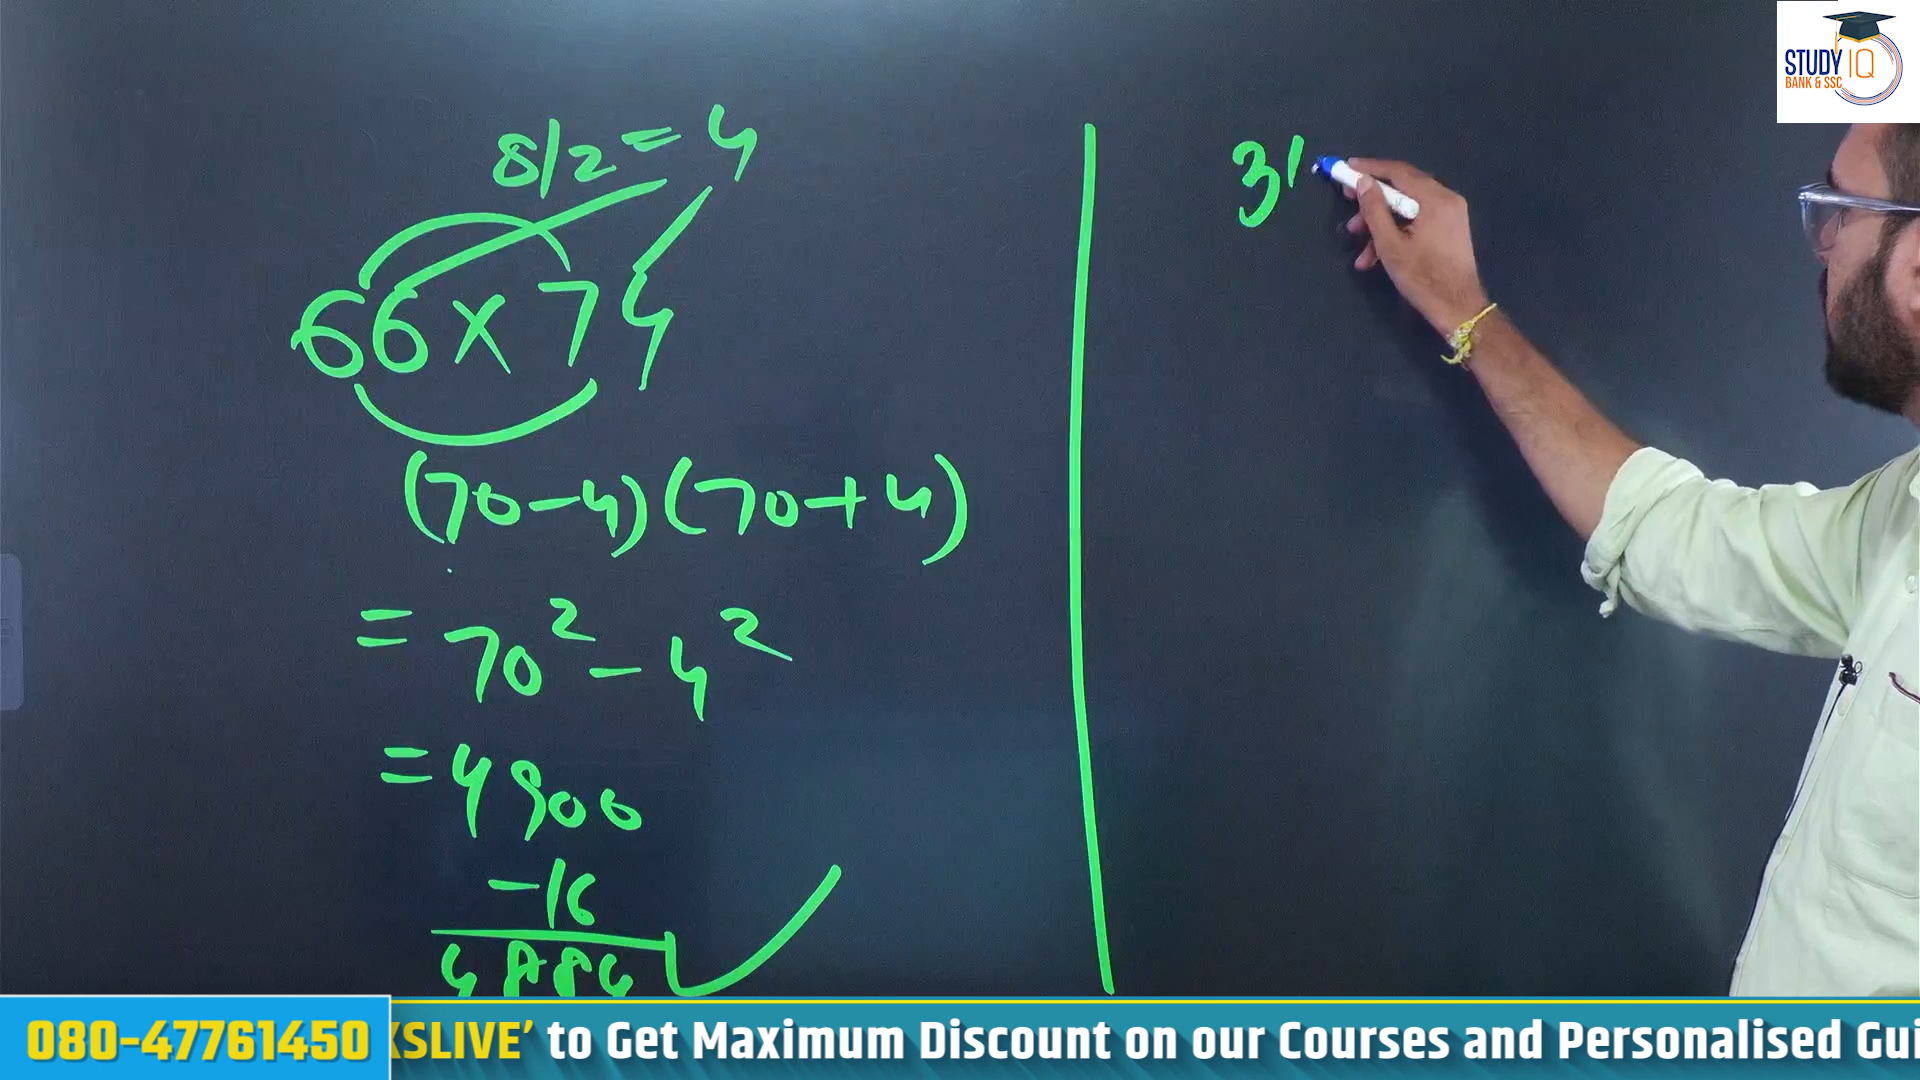 STUDY IQ
BANK & SSC
8/2 = 4
66 x 74
(70-4)(70+4)
= 70² - 4²
= 4900
-16
4884
31
080-47761450 KSLIVE’ to Get Maximum Discount on our Courses and Personalised Gui